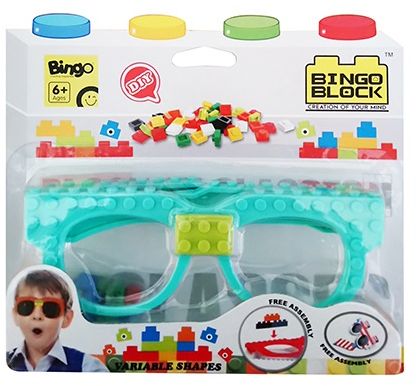 Bingo
6+
Ages
DIY
TM
BINGO
BLOCK
CREATION OF YOUR MIND
FREE ASSEMBLY
FREE ASSEMBLY
VARIABLE SHAPES